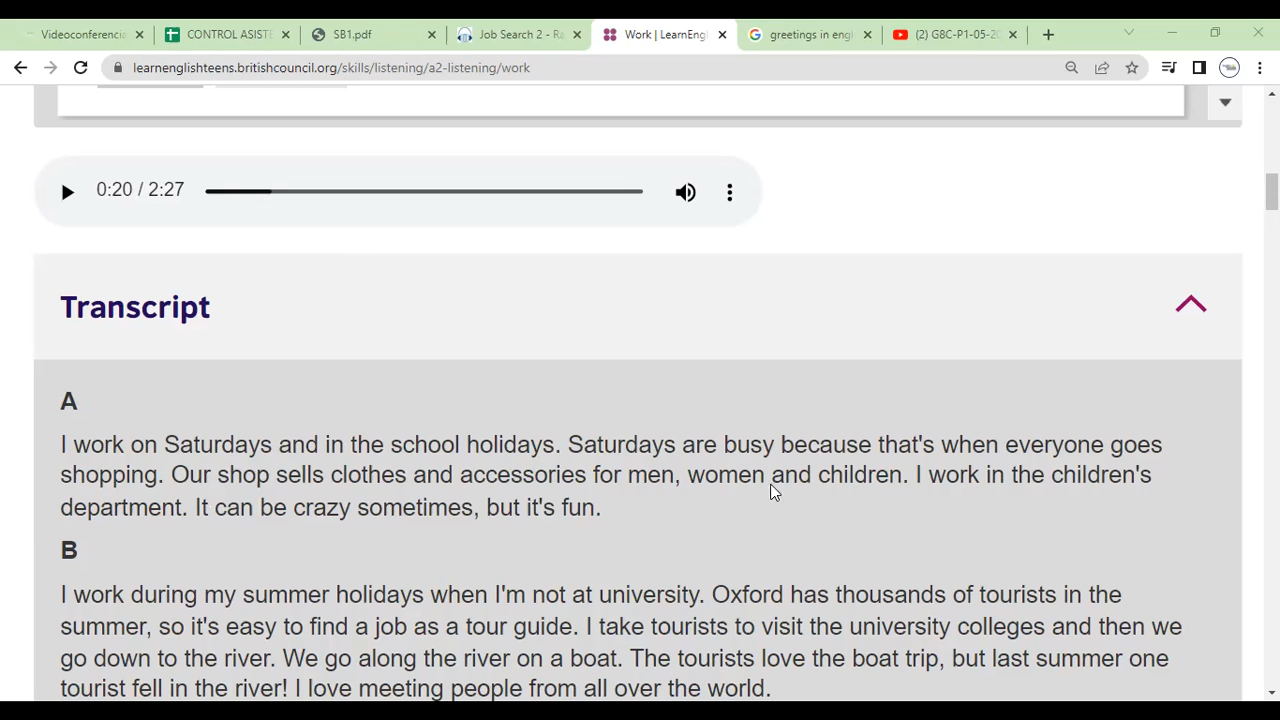 Videoconferencia
CONTROL ASISTE
SB1.pdf
Job Search 2 - Ra
Work | LearnEngl
greetings in engl
(2) G8C-P1-05-20
learnenglishteens.britishcouncil.org/skills/listening/a2-listening/work
0:20 / 2:27
Transcript
A
I work on Saturdays and in the school holidays. Saturdays are busy because that's when everyone goes
shopping. Our shop sells clothes and accessories for men, women and children. I work in the children's
department. It can be crazy sometimes, but it's fun.
B
I work during my summer holidays when I'm not at university. Oxford has thousands of tourists in the
summer, so it's easy to find a job as a tour guide. I take tourists to visit the university colleges and then we
go down to the river. We go along the river on a boat. The tourists love the boat trip, but last summer one
tourist fell in the river! I love meeting people from all over the world.